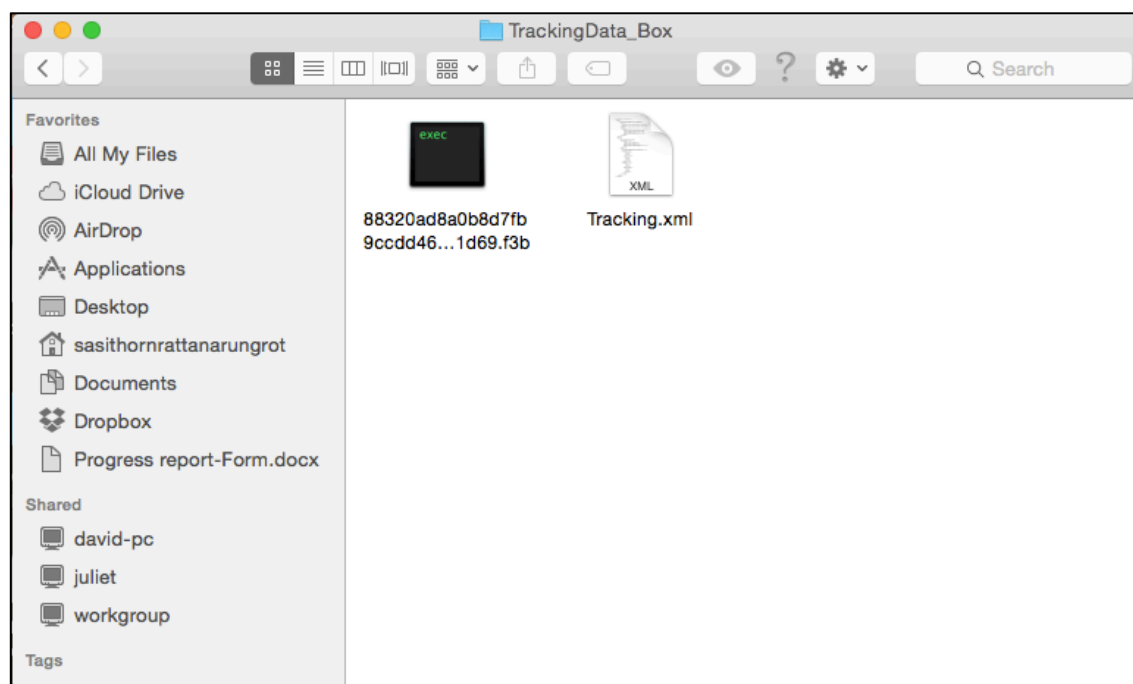 TrackingData_Box
Search
Favorites
All My Files
iCloud Drive
AirDrop
Applications
Desktop
sasithornrattanarungrot
Documents
Dropbox
Progress report-Form.docx
Shared
david-pc
juliet
workgroup
Tags
exec
88320ad8a0b8d7fb
9ccdd46...1d69.f3b
XML
Tracking.xml